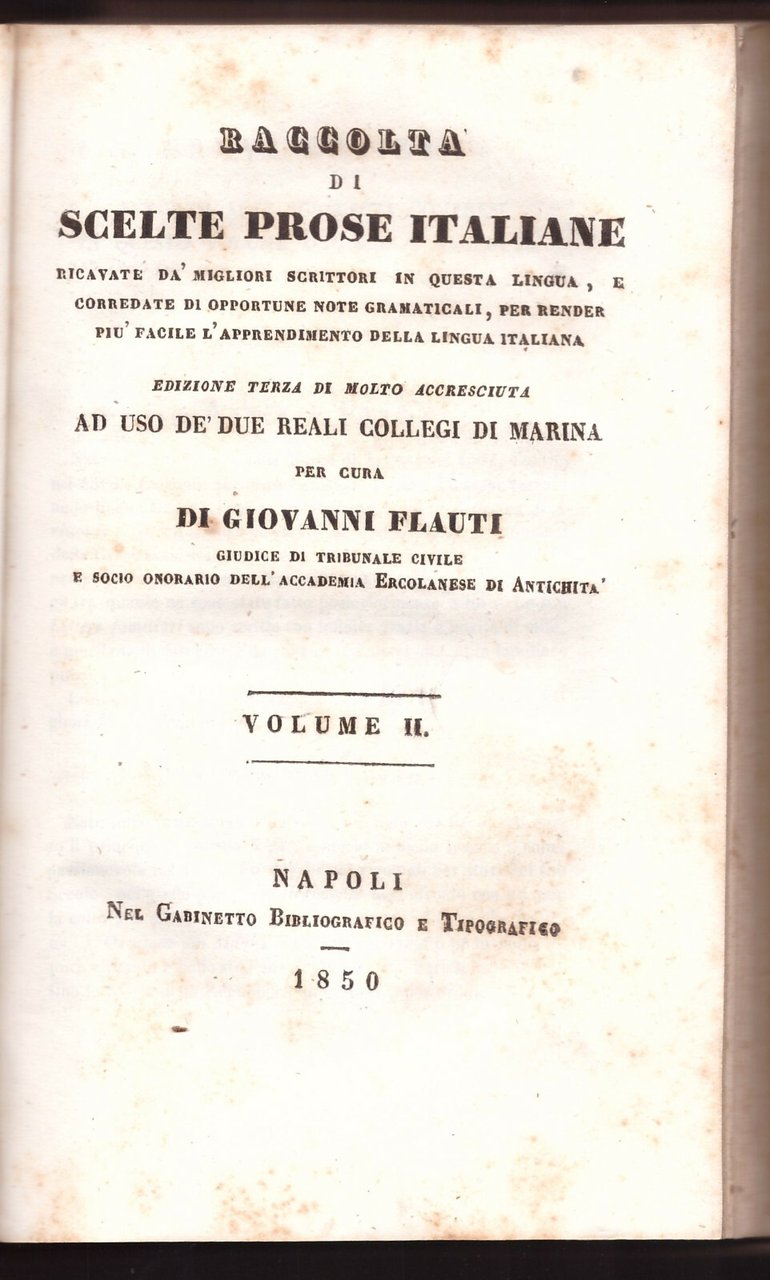 RACCOLTA
DI
SCELTE PROSE ITALIANE
RICAVATE DA' MIGLIORI SCRITTORI IN QUESTA LINGUA, E
CORREDATE DI OPPORTUNE NOTE GRAMATICALI, PER RENDER
PIU' FACILE L'APPRENDIMENTO DELLA LINGUA ITALIANA
EDIZIONE TERZA DI MOLTO ACCRESCIUTA
AD USO DE' DUE REALI COLLEGI DI MARINA
PER CURA
DI GIOVANNI FLAUTI
GIUDICE DI TRIBUNALE CIVILE
E SOCIO ONORARIO DELL'ACCADEMIA ERCOLANESE DI ANTICHITA'
VOLUME II.
NAPOLI
NEL GABINETTO BIBLIOGRAFICO E TIPOGRAFICO
1850